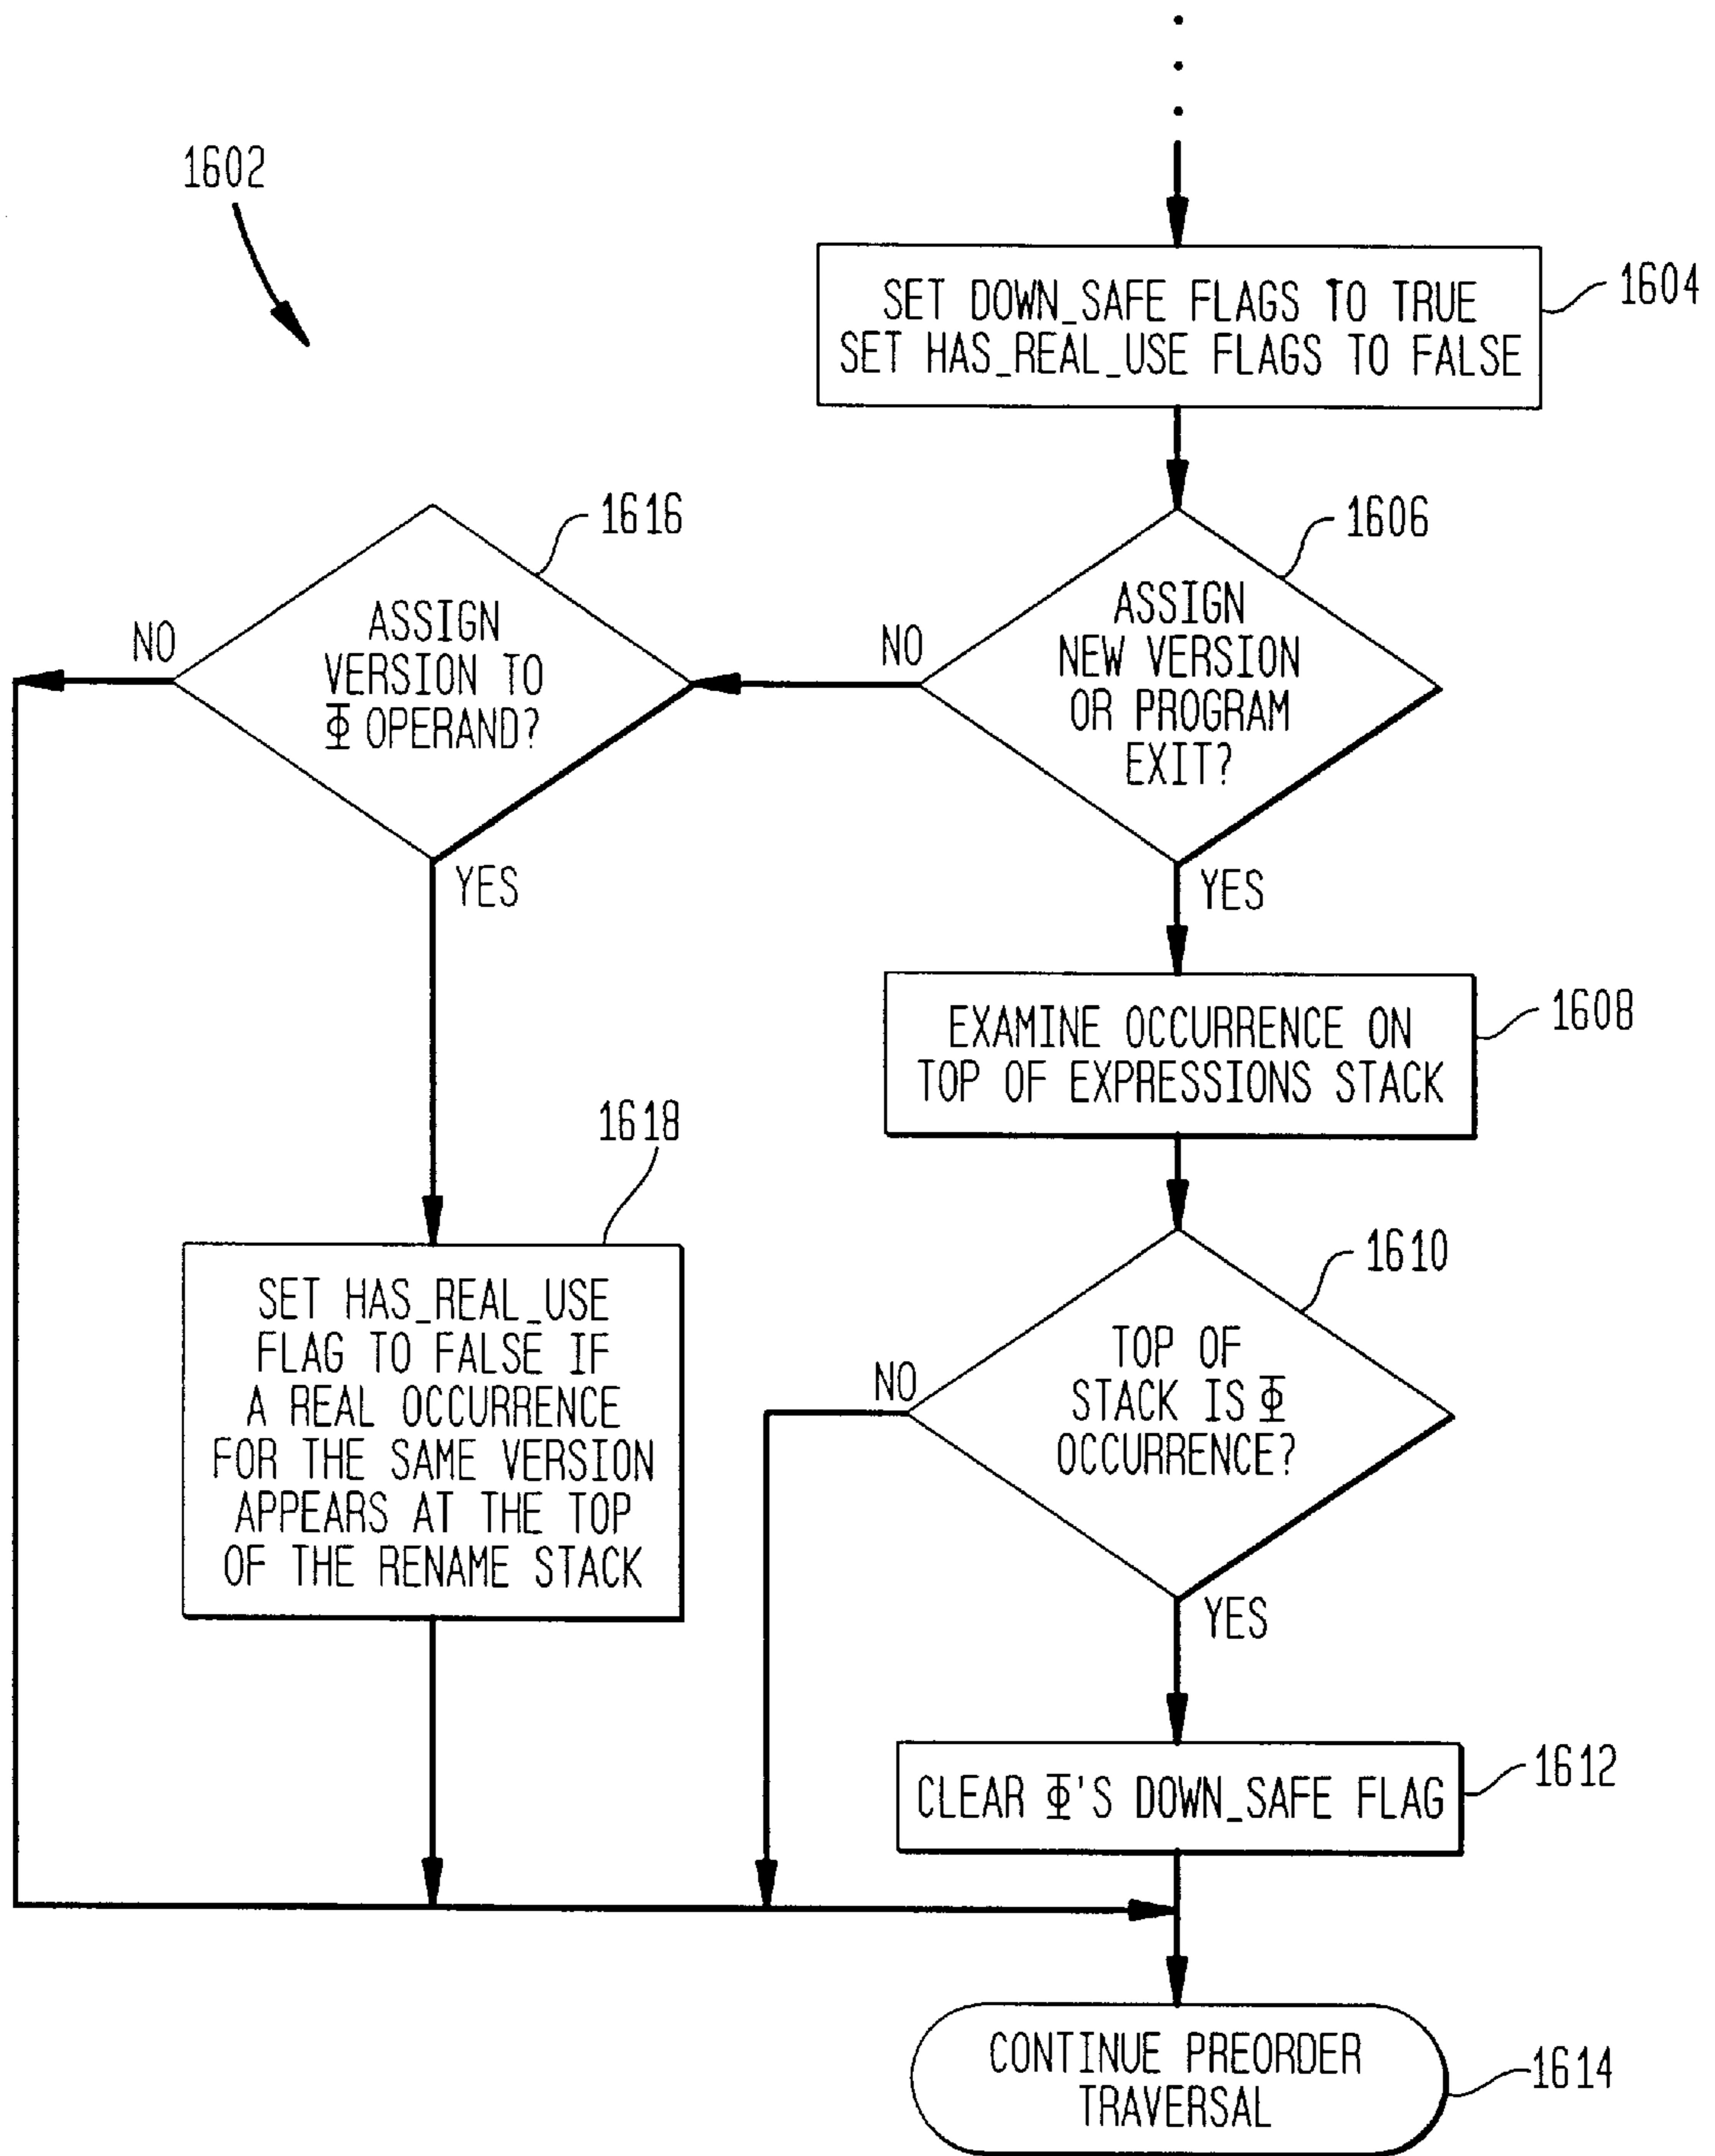 1602
SET DOWN_SAFE FLAGS TO TRUE
SET HAS_REAL_USE FLAGS TO FALSE
1604
1616
ASSIGN
VERSION TO
Φ OPERAND?
NO
YES
1606
ASSIGN
NEW VERSION
OR PROGRAM
EXIT?
NO
YES
EXAMINE OCCURRENCE ON
TOP OF EXPRESSIONS STACK
1608
1618
SET HAS_REAL_USE
FLAG TO FALSE IF
A REAL OCCURRENCE
FOR THE SAME VERSION
APPEARS AT THE TOP
OF THE RENAME STACK
1610
TOP OF
STACK IS Φ
OCCURRENCE?
NO
YES
CLEAR Φ'S DOWN_SAFE FLAG
1612
CONTINUE PREORDER
TRAVERSAL
1614